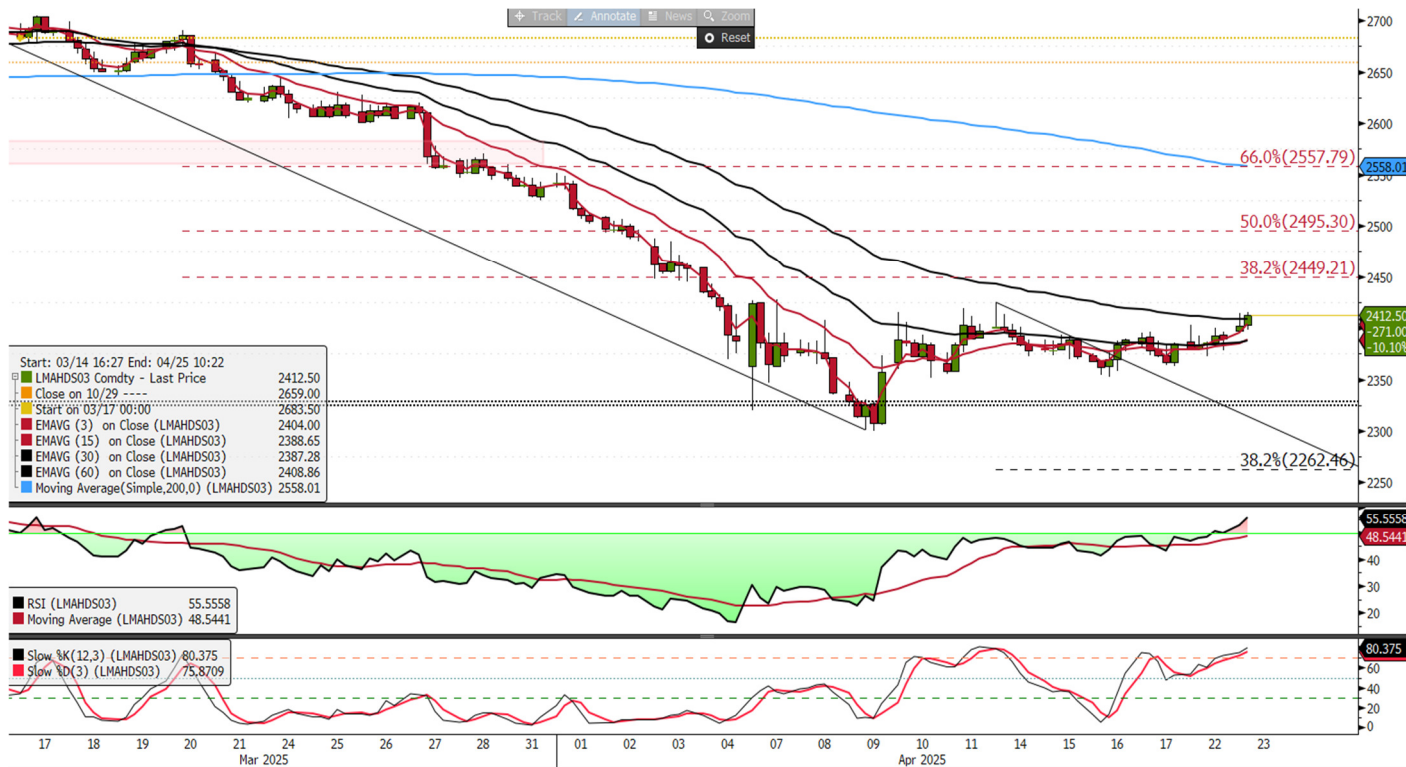 Track Annotate News Zoom
Reset
2700
2650
2600
66.0%(2557.79)
2558.01
2550
50.0%(2495.30)
2500
38.2%(2449.21)
2450
2412.50
-271.00
-10.10%
2350
2300
38.2%(2262.46)
2250
Start: 03/14 16:27 End: 04/25 10:22
LMAHDS03 Comdty - Last Price 2412.50
Close on 10/29 ---- 2659.00
Start on 03/17 00:00 2683.50
EMAVG (3) on Close (LMAHDS03) 2404.00
EMAVG (15) on Close (LMAHDS03) 2388.65
EMAVG (30) on Close (LMAHDS03) 2387.28
EMAVG (60) on Close (LMAHDS03) 2408.86
Moving Average(Simple,200,0) (LMAHDS03) 2558.01
55.5558
48.5441
40
30
20
RSI (LMAHDS03) 55.5558
Moving Average (LMAHDS03) 48.5441
Slow %K(12,3) (LMAHDS03) 80.375
Slow %D(3) (LMAHDS03) 75.8709
80.375
60
40
20
0
17 18 19 20 21 24 25 26 27 28 31 01 02 03 04 07 08 09 10 11 14 15 16 17 22 23
Mar 2025 Apr 2025